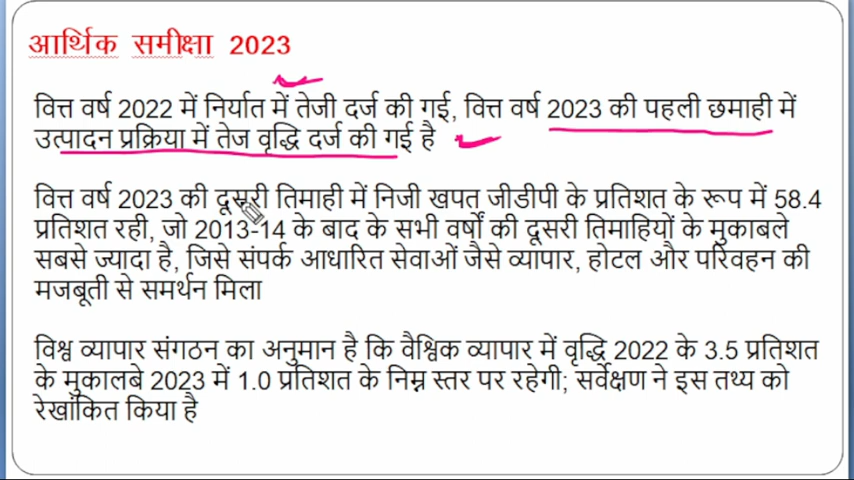 आर्थिक समीक्षा 2023
वित्त वर्ष 2022 में निर्यात में तेजी दर्ज की गई, वित्त वर्ष 2023 की पहली छमाही में
उत्पादन प्रक्रिया में तेज वृद्धि दर्ज की गई है
वित्त वर्ष 2023 की दूसरी तिमाही में निजी खपत जीडीपी के प्रतिशत के रूप में 58.4
प्रतिशत रही, जो 2013-14 के बाद के सभी वर्षों की दूसरी तिमाहियों के मुकाबले
सबसे ज्यादा है, जिसे संपर्क आधारित सेवाओं जैसे व्यापार, होटल और परिवहन की
मजबूती से समर्थन मिला
विश्व व्यापार संगठन का अनुमान है कि वैश्विक व्यापार में वृद्धि 2022 के 3.5 प्रतिशत
के मुकालबे 2023 में 1.0 प्रतिशत के निम्न स्तर पर रहेगी; सर्वेक्षण ने इस तथ्य को
रेखांकित किया है